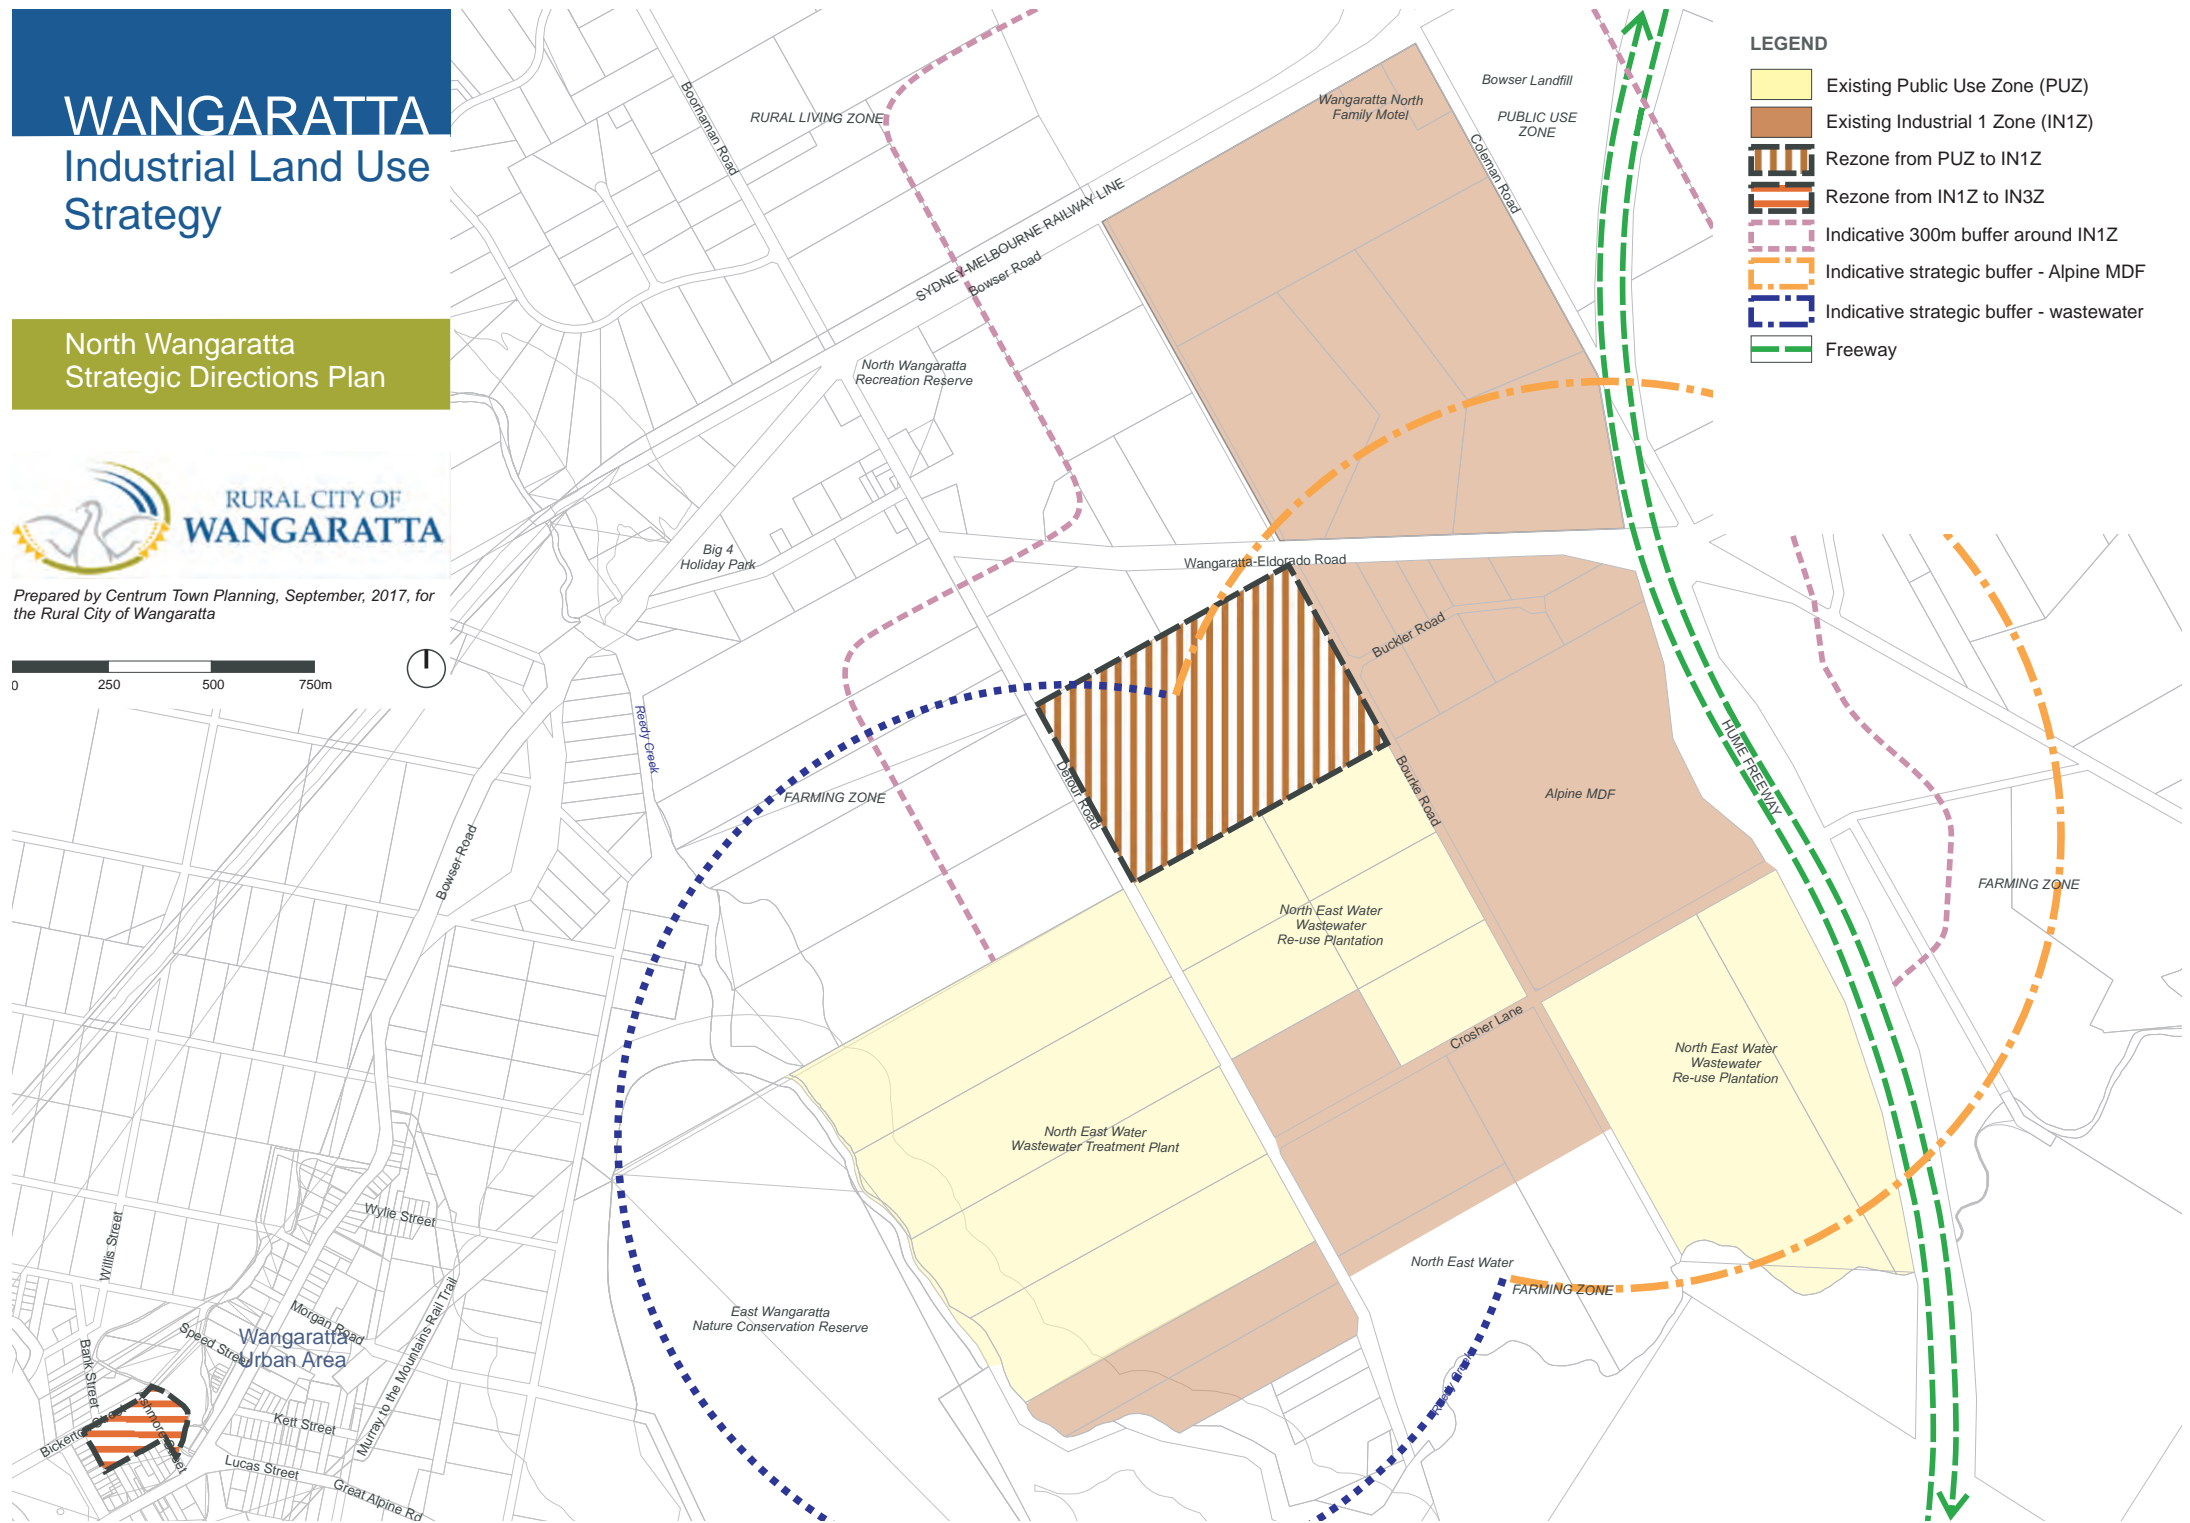 WANGARATTA
Industrial Land Use
Strategy
North Wangaratta
Strategic Directions Plan
RURAL CITY OF
WANGARATTA
Prepared by Centrum Town Planning, September, 2017, for
the Rural City of Wangaratta
0 250 500 750m
LEGEND
Existing Public Use Zone (PUZ)
Existing Industrial 1 Zone (IN1Z)
Rezone from PUZ to IN1Z
Rezone from IN1Z to IN3Z
Indicative 300m buffer around IN1Z
Indicative strategic buffer - Alpine MDF
Indicative strategic buffer - wastewater
Freeway
Boorhaman Road
RURAL LIVING ZONE
Wangaratta North
Family Motel
Bowser Landfill
PUBLIC USE
ZONE
Coleman Road
SYDNEY-MELBOURNE RAILWAY LINE
Bowser Road
North Wangaratta
Recreation Reserve
Big 4
Holiday Park
Wangaratta-Eldorado Road
Buckler Road
Reedy Creek
Detour Road
Bourke Road
Alpine MDF
HUME FREEWAY
FARMING ZONE
FARMING ZONE
Bowser Road
North East Water
Wastewater
Re-use Plantation
Crosher Lane
North East Water
Wastewater
Re-use Plantation
North East Water
Wastewater Treatment Plant
North East Water
FARMING ZONE
East Wangaratta
Nature Conservation Reserve
Reedy Creek
Wylie Street
Willis Street
Morgan Road
Speed Street
Wangaratta
Urban Area
Murray to the Mountains Rail Trail
Bank Street
Kett Street
Lucas Street
Great Alpine Rd